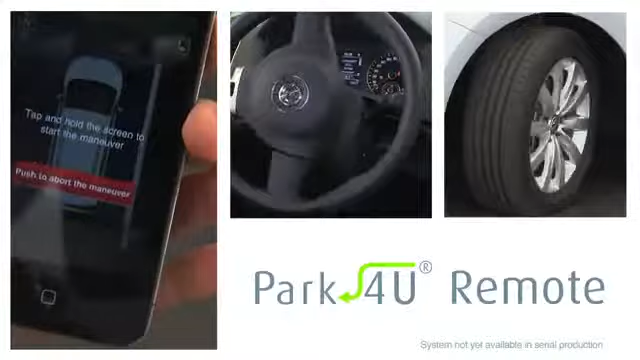 Tap and hold the screen to
start the maneuver
Push to abort the maneuver
Park4U® Remote
System not yet available in serial production